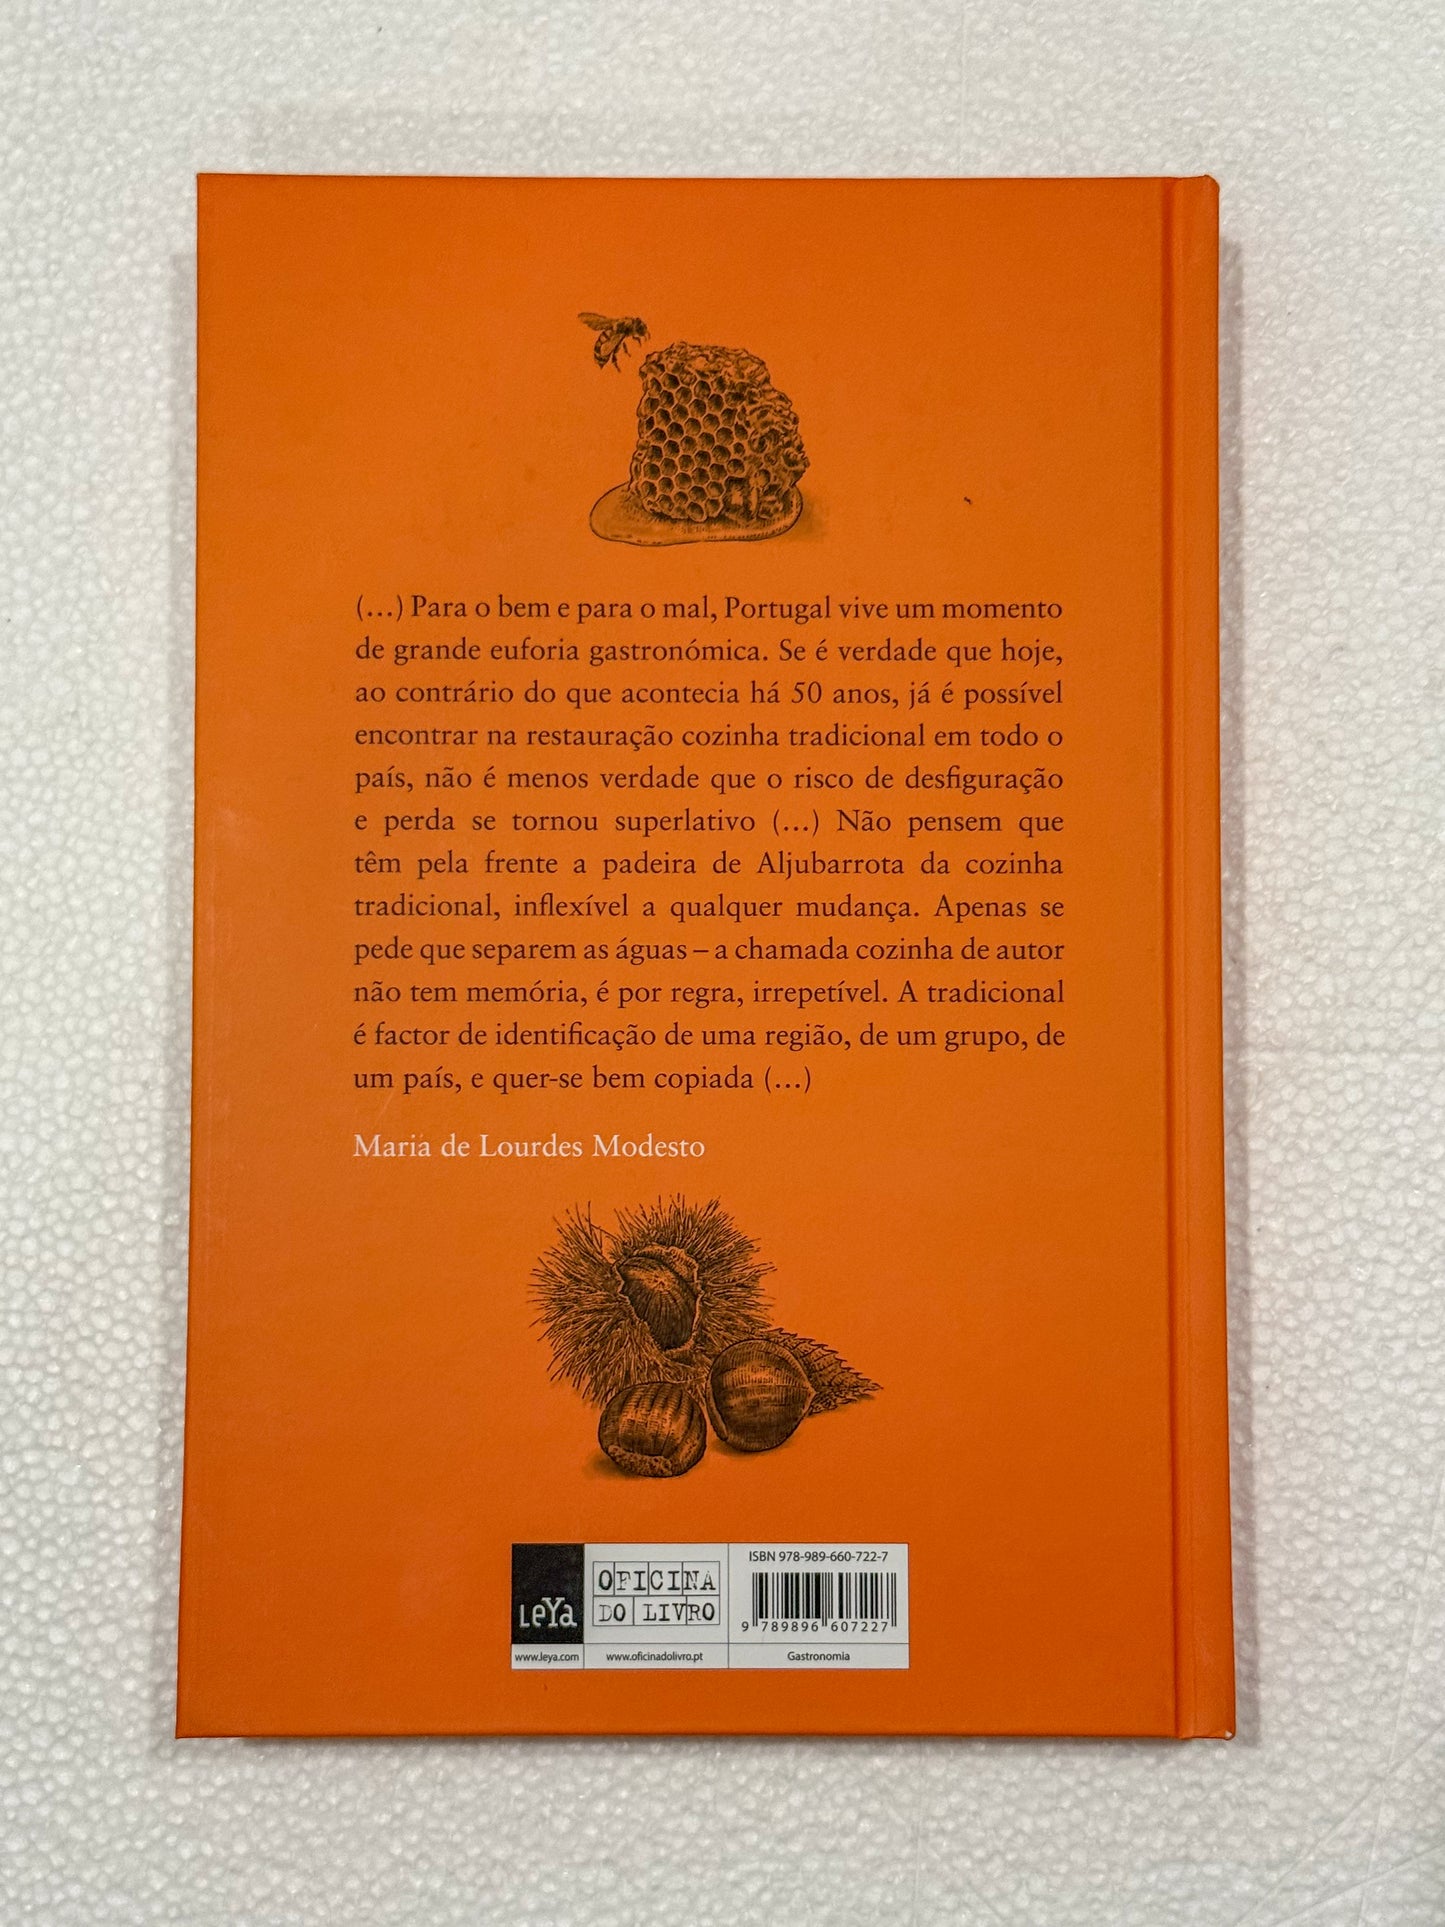 (…) Para o bem e para o mal, Portugal vive um momento
de grande euforia gastronómica. Se é verdade que hoje,
ao contrário do que acontecia há 50 anos, já é possível
encontrar na restauração cozinha tradicional em todo o
país, não é menos verdade que o risco de desfiguração
e perda se tornou superlativo (…) Não pensem que
têm pela frente a padeira de Aljubarrota da cozinha
tradicional, inflexível a qualquer mudança. Apenas se
pede que separem as águas – a chamada cozinha de autor
não tem memória, é por regra, irrepetível. A tradicional
é factor de identificação de uma região, de um grupo, de
um país, e quer-se bem copiada (…)
Maria de Lourdes Modesto
LeYa
www.leya.com
OFICINA
DO LIVRO
www.oficinadolivro.pt
ISBN 978-989-660-722-7
9 789896 607227
Gastronomia